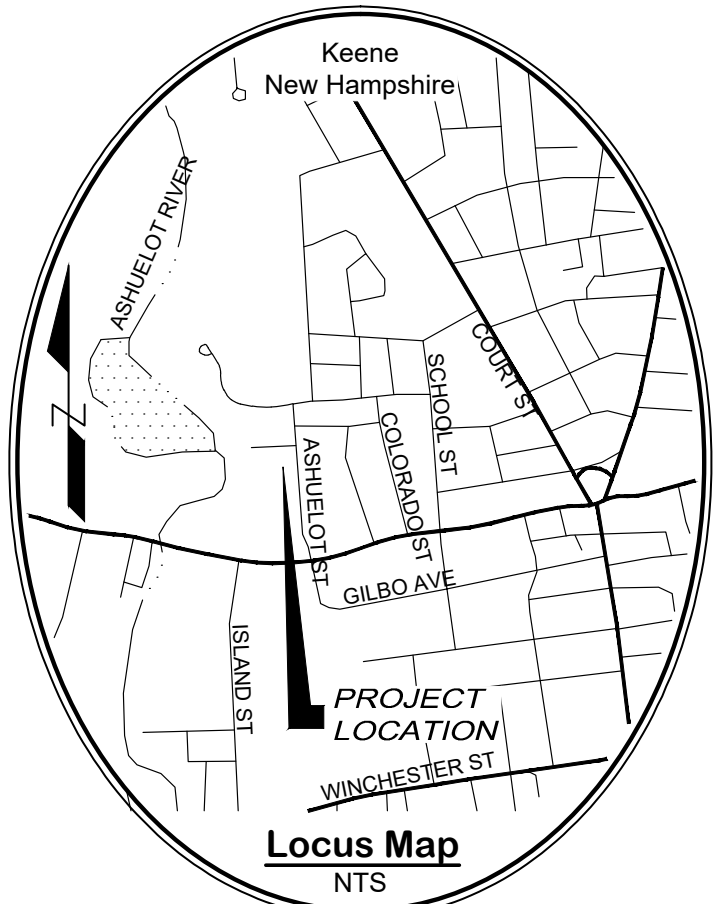 Keene
New Hampshire
ASHUELOT RIVER
N
COURT ST
SCHOOL ST
COLORADO ST
ASHUELOT ST
GILBO AVE
ISLAND ST
PROJECT
LOCATION
WINCHESTER ST
Locus Map
NTS